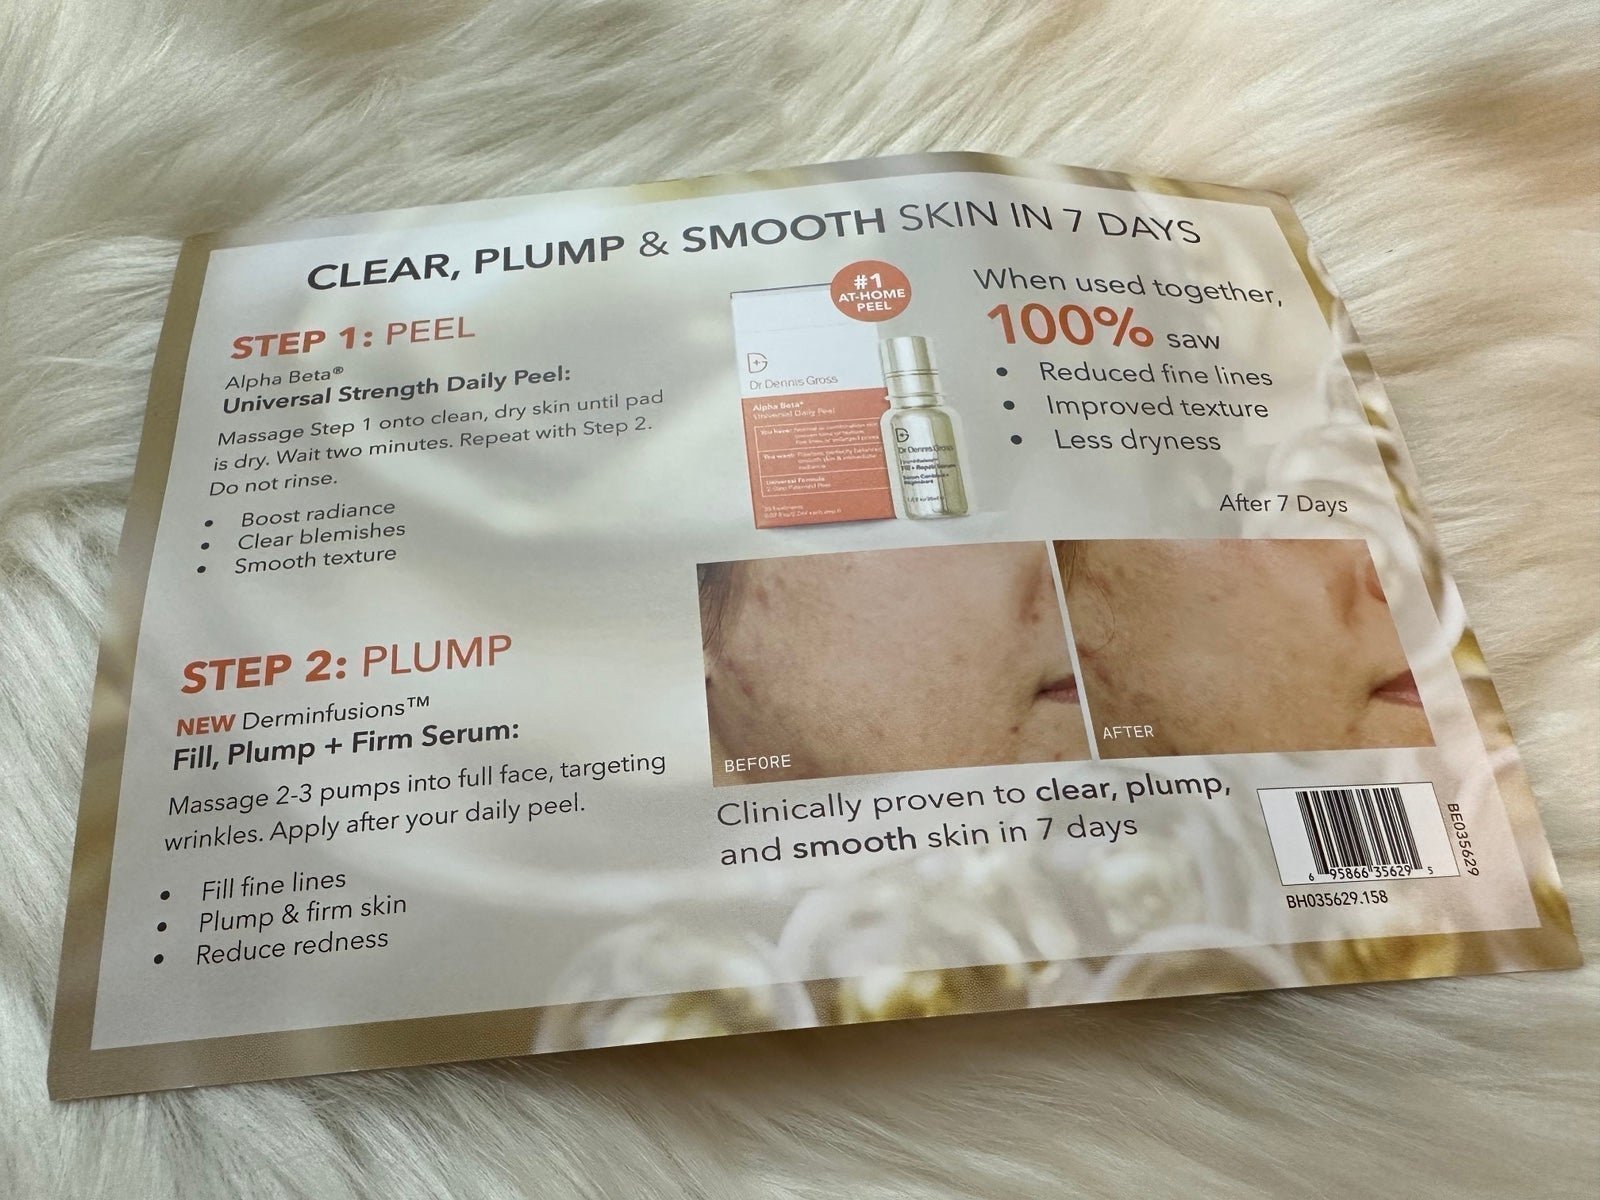 CLEAR, PLUMP & SMOOTH SKIN IN 7 DAYS
STEP 1: PEEL
Alpha Beta®
Universal Strength Daily Peel:
Massage Step 1 onto clean, dry skin until pad
is dry. Wait two minutes. Repeat with Step 2.
Do not rinse.
• Boost radiance
• Clear blemishes
• Smooth texture
STEP 2: PLUMP
NEW Derminfusions™
Fill, Plump + Firm Serum:
Massage 2-3 pumps into full face, targeting
wrinkles. Apply after your daily peel.
• Fill fine lines
• Plump & firm skin
• Reduce redness
#1
AT-HOME
PEEL
Dr Dennis Gross
Alpha Beta®
Universal Daily Peel
Universal Formula
Dr Dennis Gross
When used together,
100% saw
• Reduced fine lines
• Improved texture
• Less dryness
After 7 Days
BEFORE
AFTER
Clinically proven to clear, plump,
and smooth skin in 7 days
6 95866 35629 5
BE035629
BH035629.158